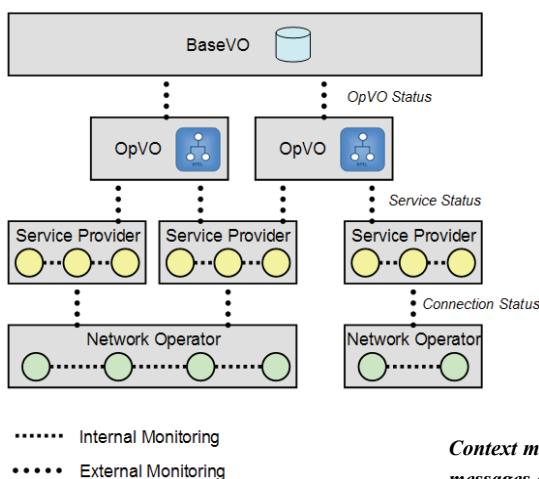 BaseVO
OpVO Status
OpVO
OpVO
Service Status
Service Provider
Service Provider
Service Provider
Connection Status
Network Operator
Network Operator
Internal Monitoring
External Monitoring
Context m